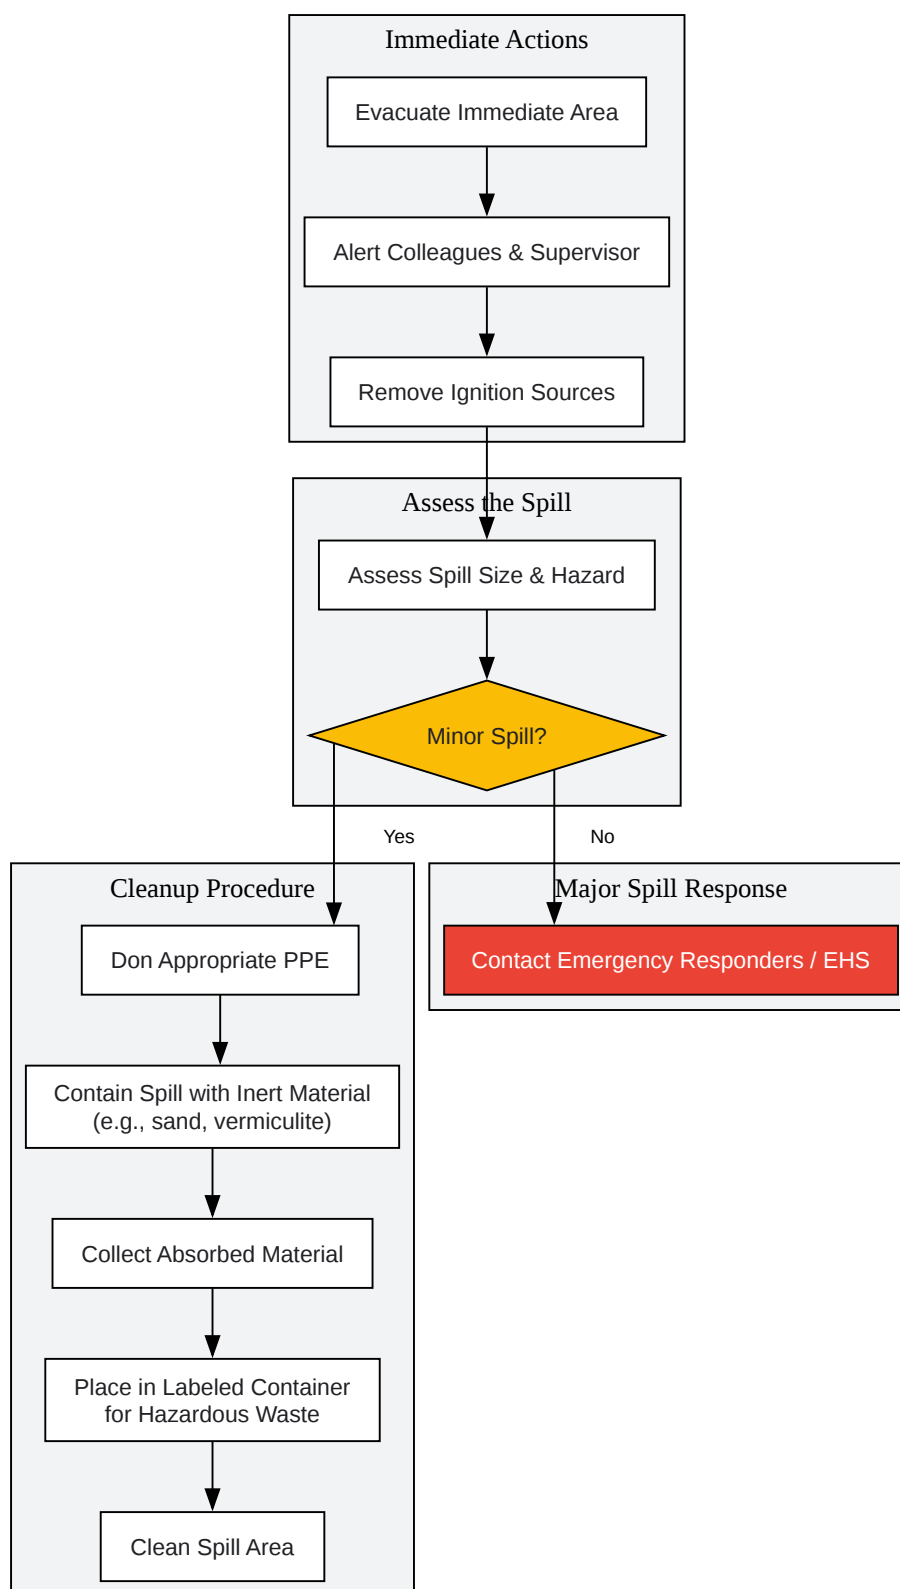 Immediate Actions
Evacuate Immediate Area
Alert Colleagues & Supervisor
Remove Ignition Sources
Assess the Spill
Assess Spill Size & Hazard
Minor Spill?
Yes
No
Cleanup Procedure
Major Spill Response
Don Appropriate PPE
Contact Emergency Responders / EHS
Contain Spill with Inert Material
(e.g., sand, vermiculite)
Collect Absorbed Material
Place in Labeled Container
for Hazardous Waste
Clean Spill Area